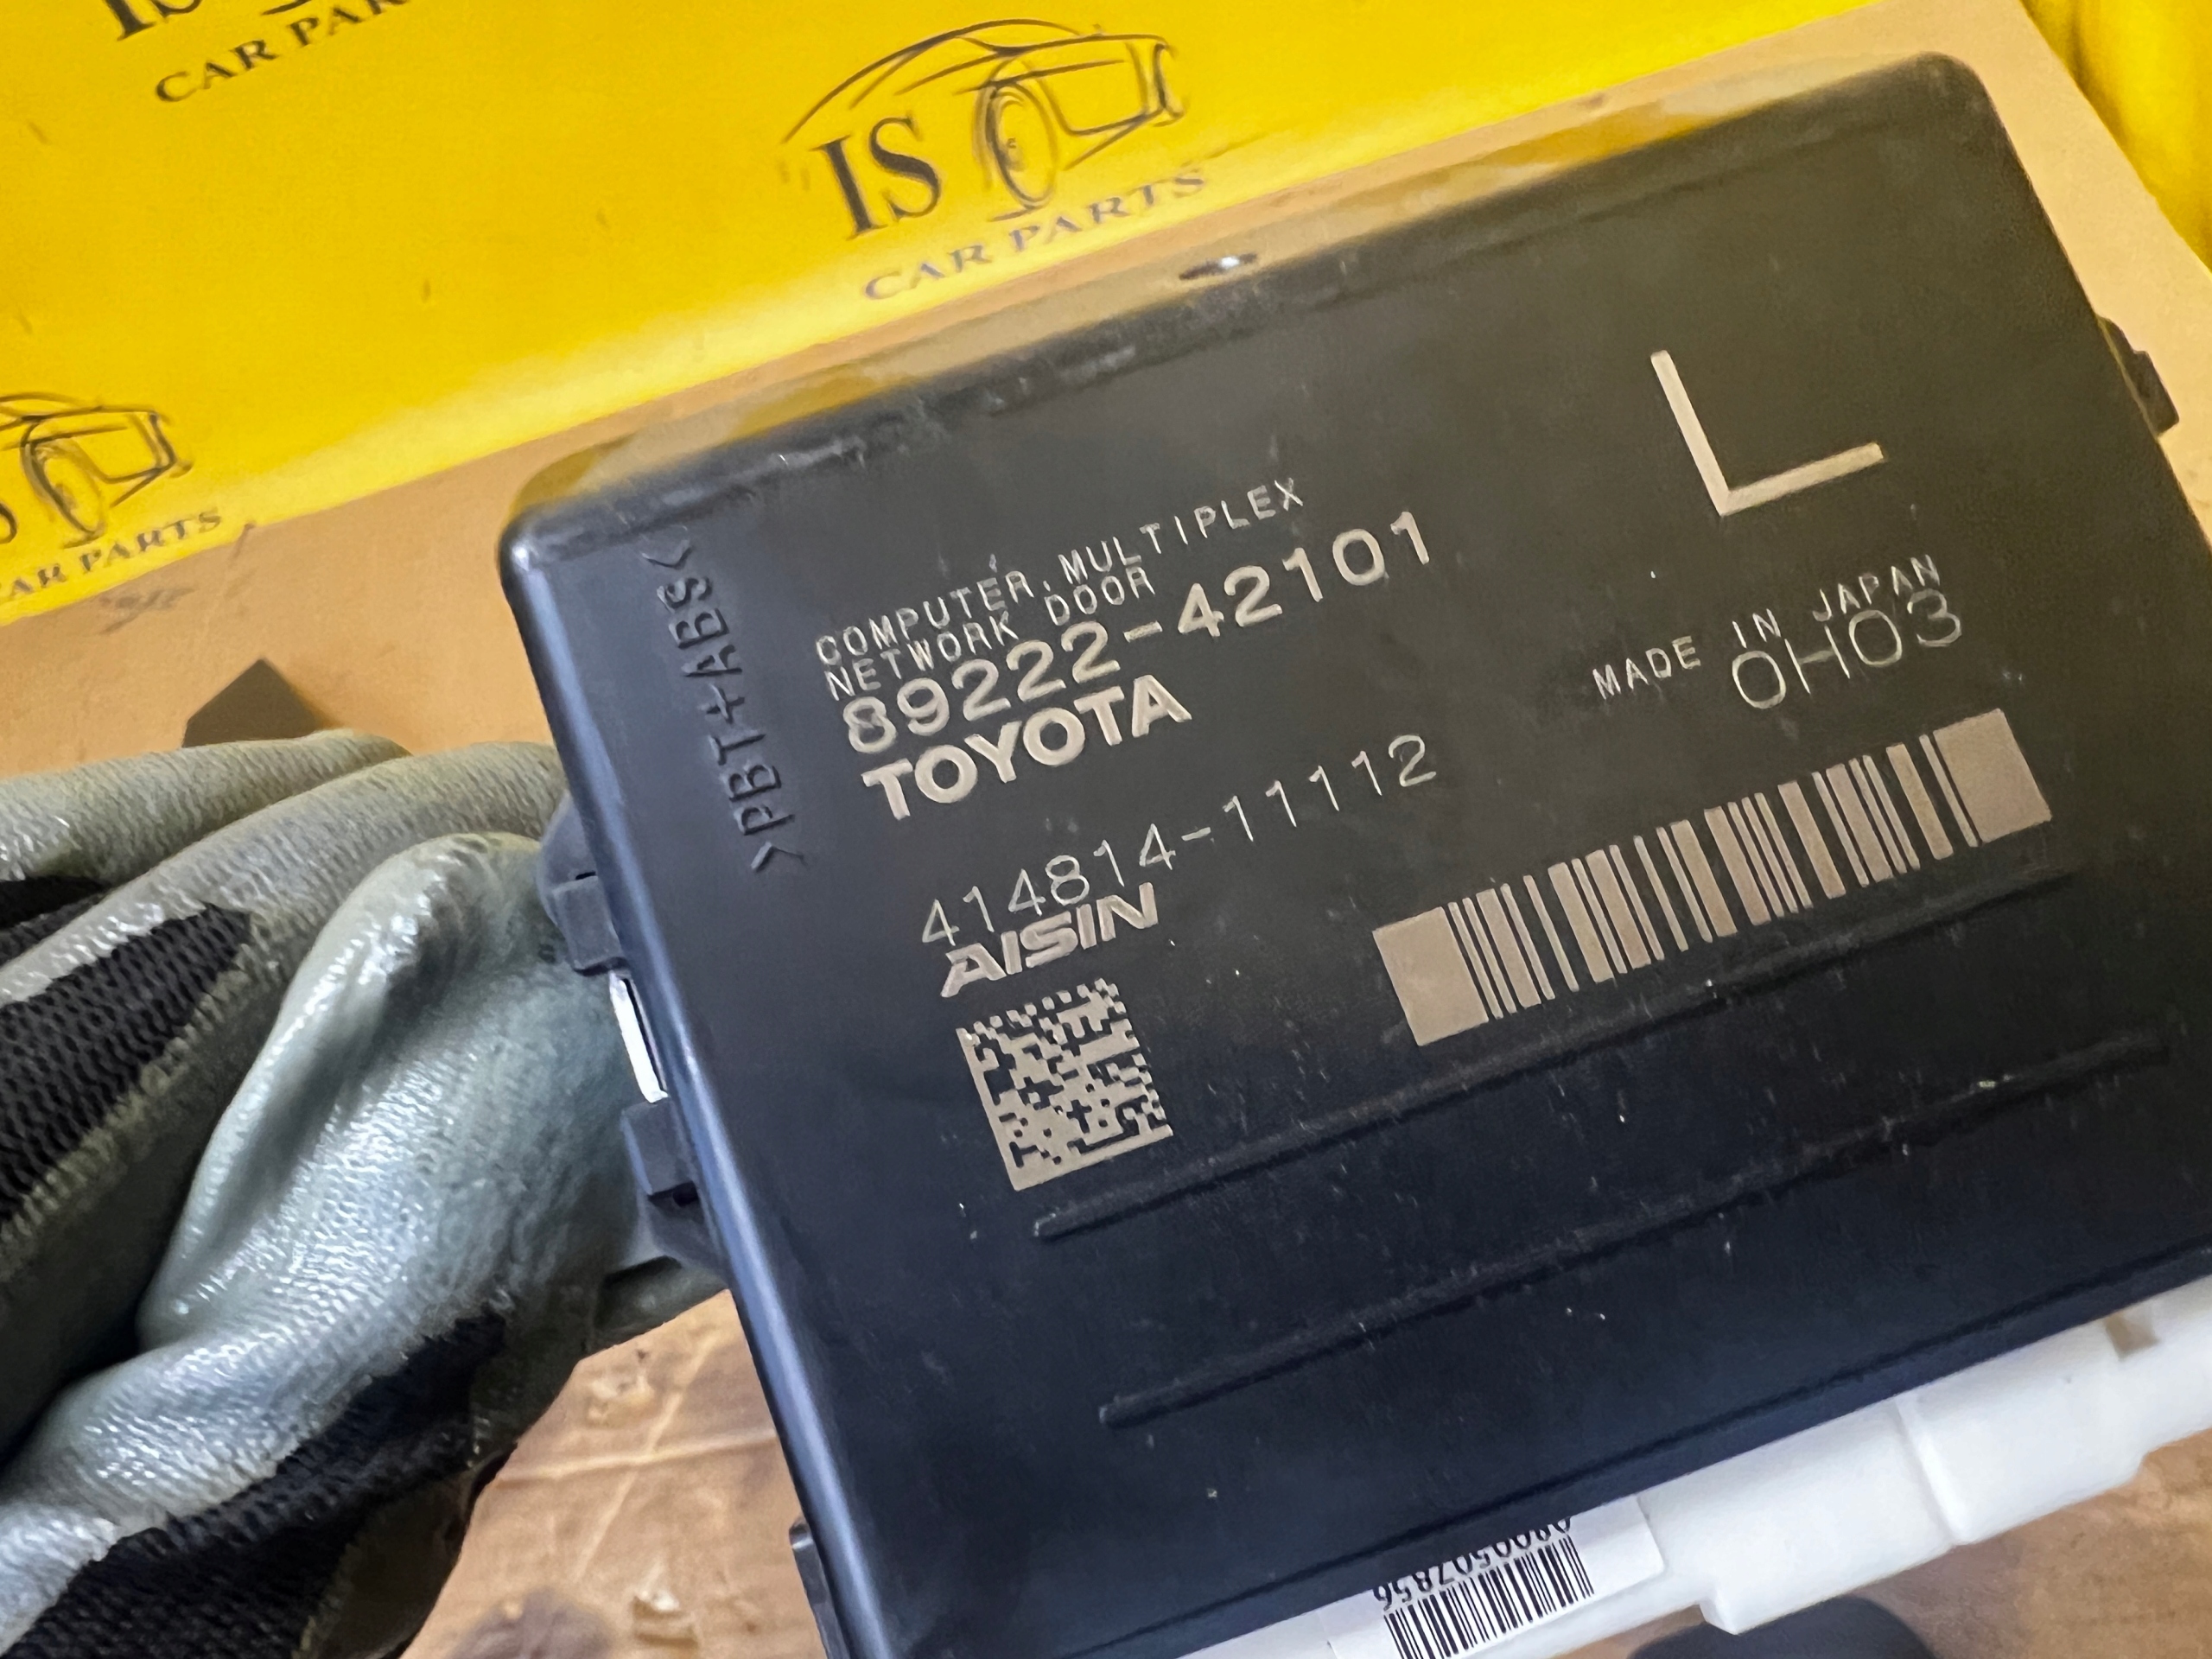 IS
CAR PAR
IS
CAR PARTS
CAR PARTS
>PBT+ABS<
COMPUTER, MULTIPLEX
NETWORK DOOR
89222-42101
TOYOTA
L
MADE IN JAPAN
0H03
414814-11112
AISIN